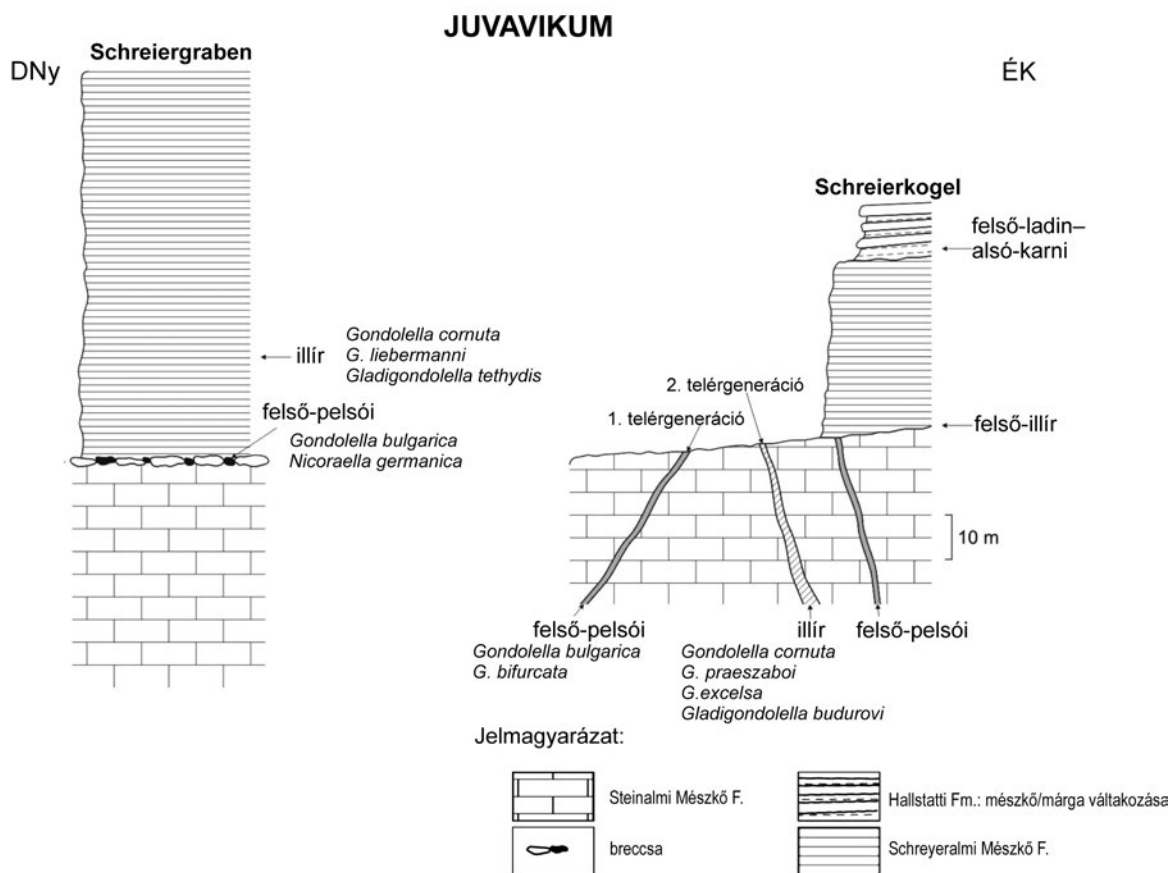 JUVAVIKUM
Schreiergraben
DNy
ÉK
Schreierkogel
felső-ladin–
alsó-karni
illír
Gondolella cornuta
G. liebermanni
Gladigondolella tethydis
felső-pelsói
Gondolella bulgarica
Nicoraella germanica
2. telérgeneráció
1. telérgeneráció
felső-illír
10 m
felső-pelsói
Gondolella bulgarica
G. bifurcata
illír
Gondolella cornuta
G. praeszaboi
G.excelsa
Gladigondolella budurovi
felső-pelsói
Jelmagyarázat:
Steinalmi Mészkő F.
Hallstatti Fm.: mészkő/márga váltakozása
breccsa
Schreyeralmi Mészkő F.